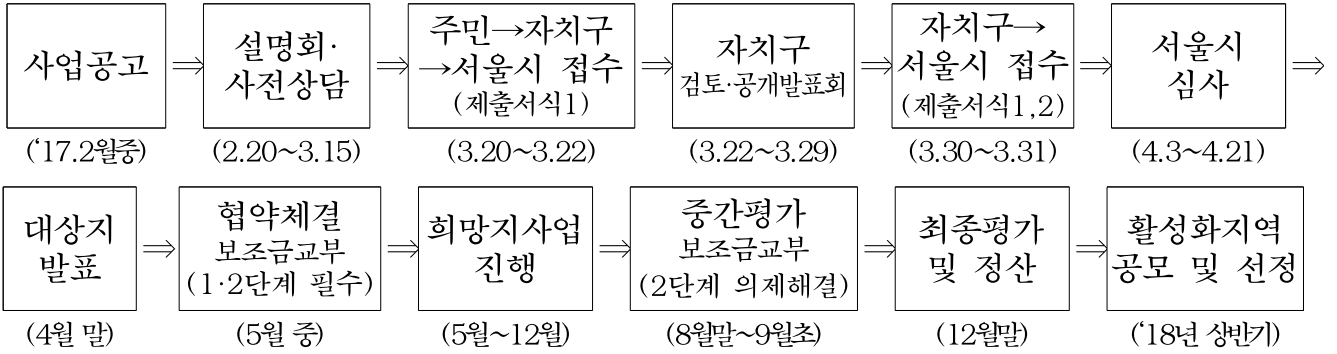 사업공고
⇒
설명회·
사전상담
⇒
주민→자치구
→서울시 접수
(제출서식1)
⇒
자치구
검토·공개발표회
⇒
자치구→
서울시 접수
(제출서식1,2)
⇒
서울시
심사
⇒
(‘17.2월중)
(2.20~3.15)
(3.20~3.22)
(3.22~3.29)
(3.30~3.31)
(4.3~4.21)
대상지
발표
⇒
협약체결
보조금교부
(1·2단계 필수)
⇒
희망지사업
진행
⇒
중간평가
보조금교부
(2단계 의제해결)
⇒
최종평가
및 정산
⇒
활성화지역
공모 및 선정
(4월 말)
(5월 중)
(5월~12월)
(8월말~9월초)
(12월말)
(‘18년 상반기)